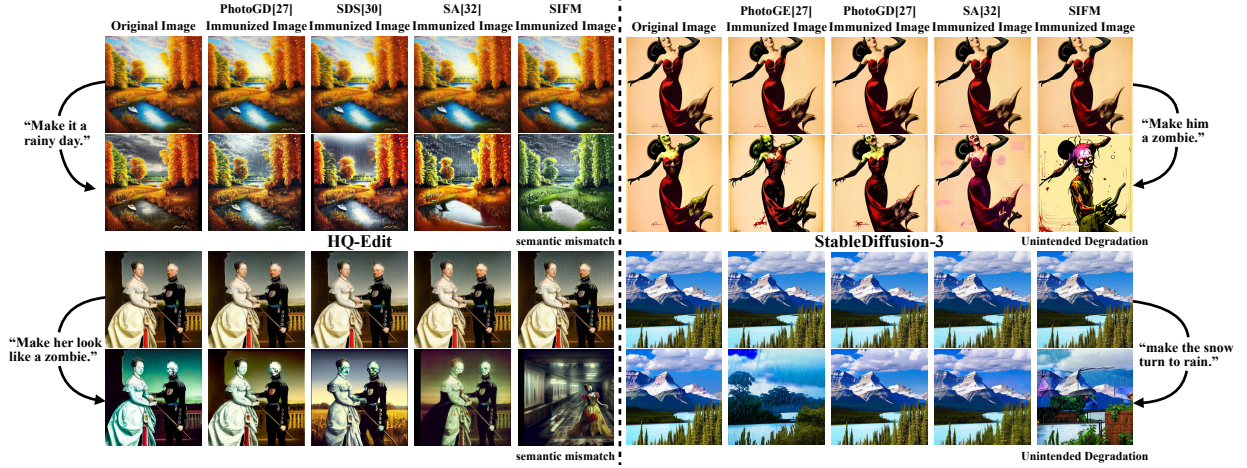 Original Image
PhotoGD[27]
Immunized Image
SDS[30]
Immunized Image
SA[32]
Immunized Image
SIFM
Immunized Image
“Make it a
rainy day.”
HQ-Edit
semantic mismatch
“Make her look
like a zombie.”
semantic mismatch
Original Image
PhotoGE[27]
Immunized Image
PhotoGD[27]
Immunized Image
SA[32]
Immunized Image
SIFM
Immunized Image
“Make him
a zombie.”
StableDiffusion-3
Unintended Degradation
“make the snow
turn to rain.”
Unintended Degradation